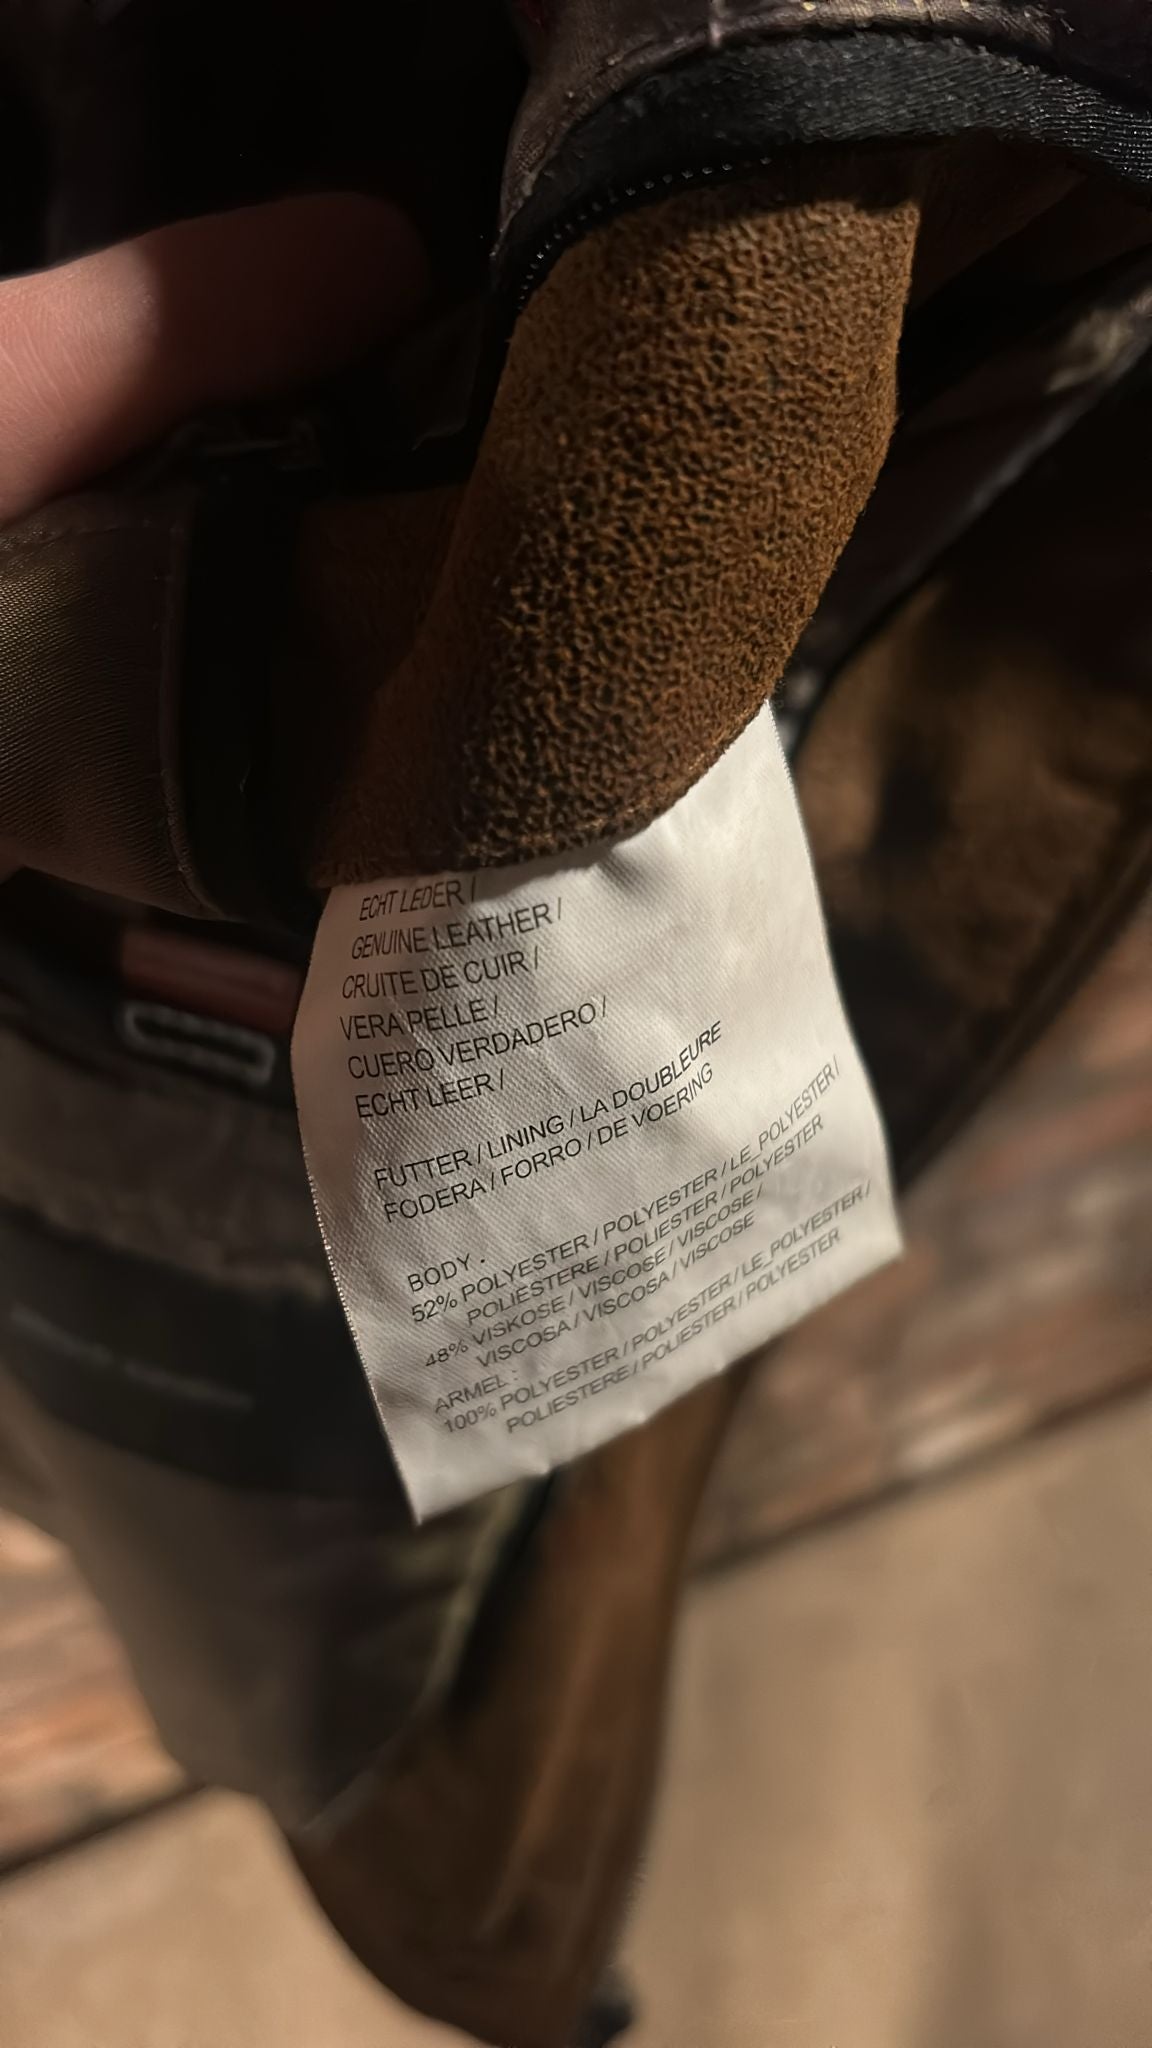 ECHT LEDER /
GENUINE LEATHER /
CRUITE DE CUIR /
VERA PELLE /
CUERO VERDADERO /
ECHT LEER /
FUTTER / LINING / LA DOUBLEURE
FODERA / FORRO / DE VOERING
BODY :
52% POLYESTER / POLYESTER / LE_POLYESTER /
POLIESTERE / POLIESTER / POLYESTER
48% VISKOSE / VISCOSE / VISCOSE /
VISCOSA / VISCOSA / VISCOSE
ARMEL :
100% POLYESTER / POLYESTER / LE_POLYESTER /
POLIESTERE / POLIESTER / POLYESTER